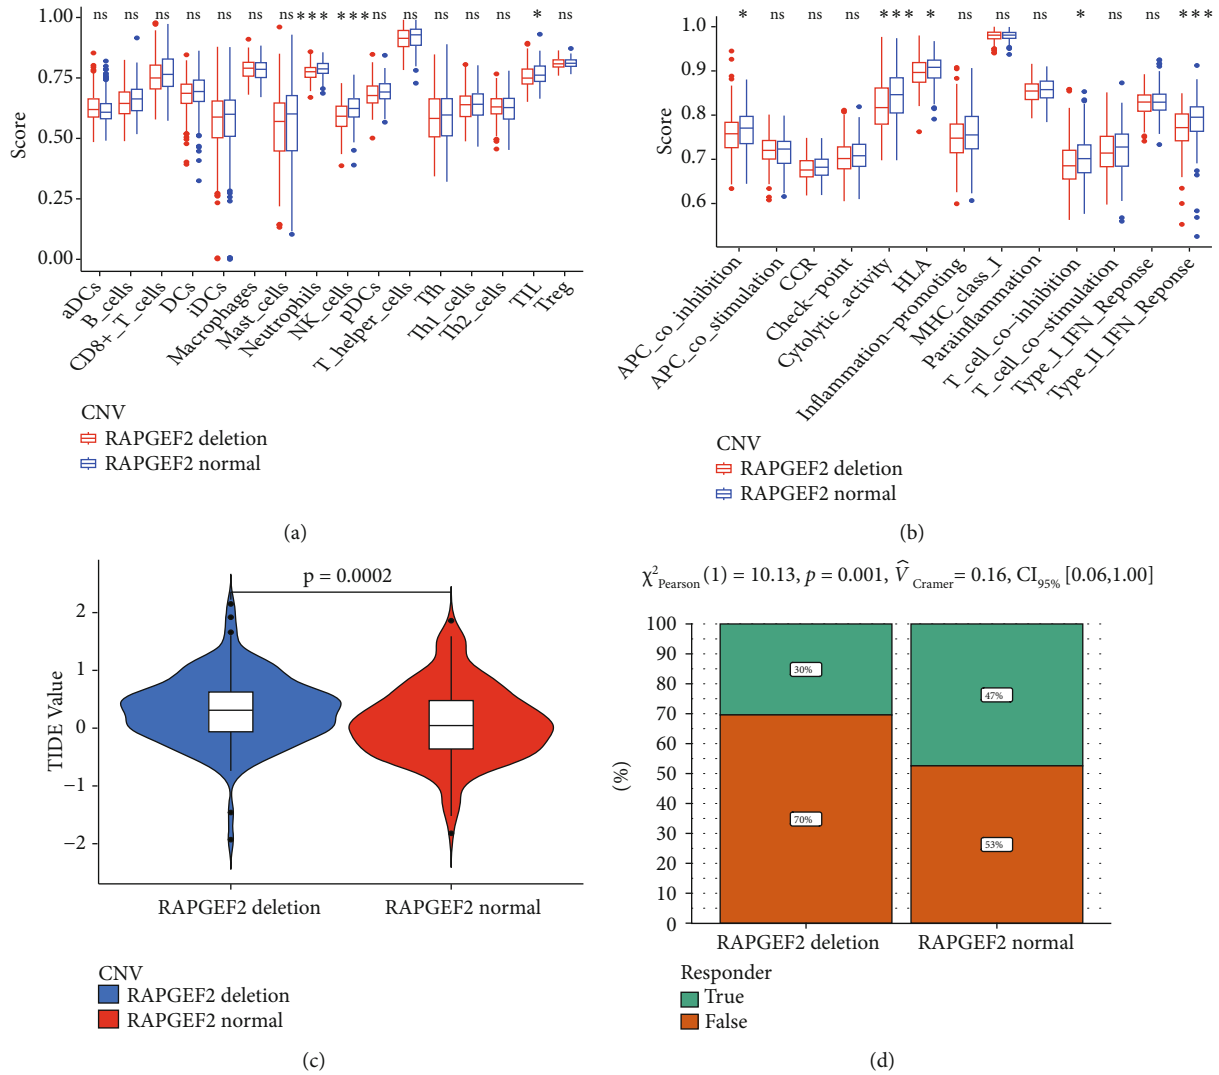 ns ns ns ns ns ns ns *** *** ns ns ns ns ns * ns
1.00
0.75
0.50
0.25
0.00
Score
aDCs
B_cells
CD8+_T_cells
DCs
iDCs
Macrophages
Mast_cells
Neutrophils
NK_cells
pDCs
T_helper_cells
Tfh
Th1_cells
Th2_cells
TIL
Treg
CNV
RAPGEF2 deletion
RAPGEF2 normal
(a)
* ns ns ns *** * ns ns ns * ns ns ***
1.0
0.9
0.8
0.7
0.6
Score
APC_co_inhibition
APC_co_stimulation
CCR
Check-point
Cytolytic_activity
HLA
Inflammation-promoting
MHC_class_I
Parainflammation
T_cell_co-inhibition
T_cell_co-stimulation
Type_I_IFN_Reponse
Type_II_IFN_Reponse
CNV
RAPGEF2 deletion
RAPGEF2 normal
(b)
p = 0.0002
2
1
0
−1
−2
TIDE Value
RAPGEF2 deletion RAPGEF2 normal
CNV
RAPGEF2 deletion
RAPGEF2 normal
(c)
χ²Pearson (1) = 10.13, p = 0.001, V̂Cramer = 0.16, CI95% [0.06,1.00]
100
90
80
70
60
50
40
30
20
10
0
(%)
30%
70%
47%
53%
RAPGEF2 deletion RAPGEF2 normal
Responder
True
False
(d)